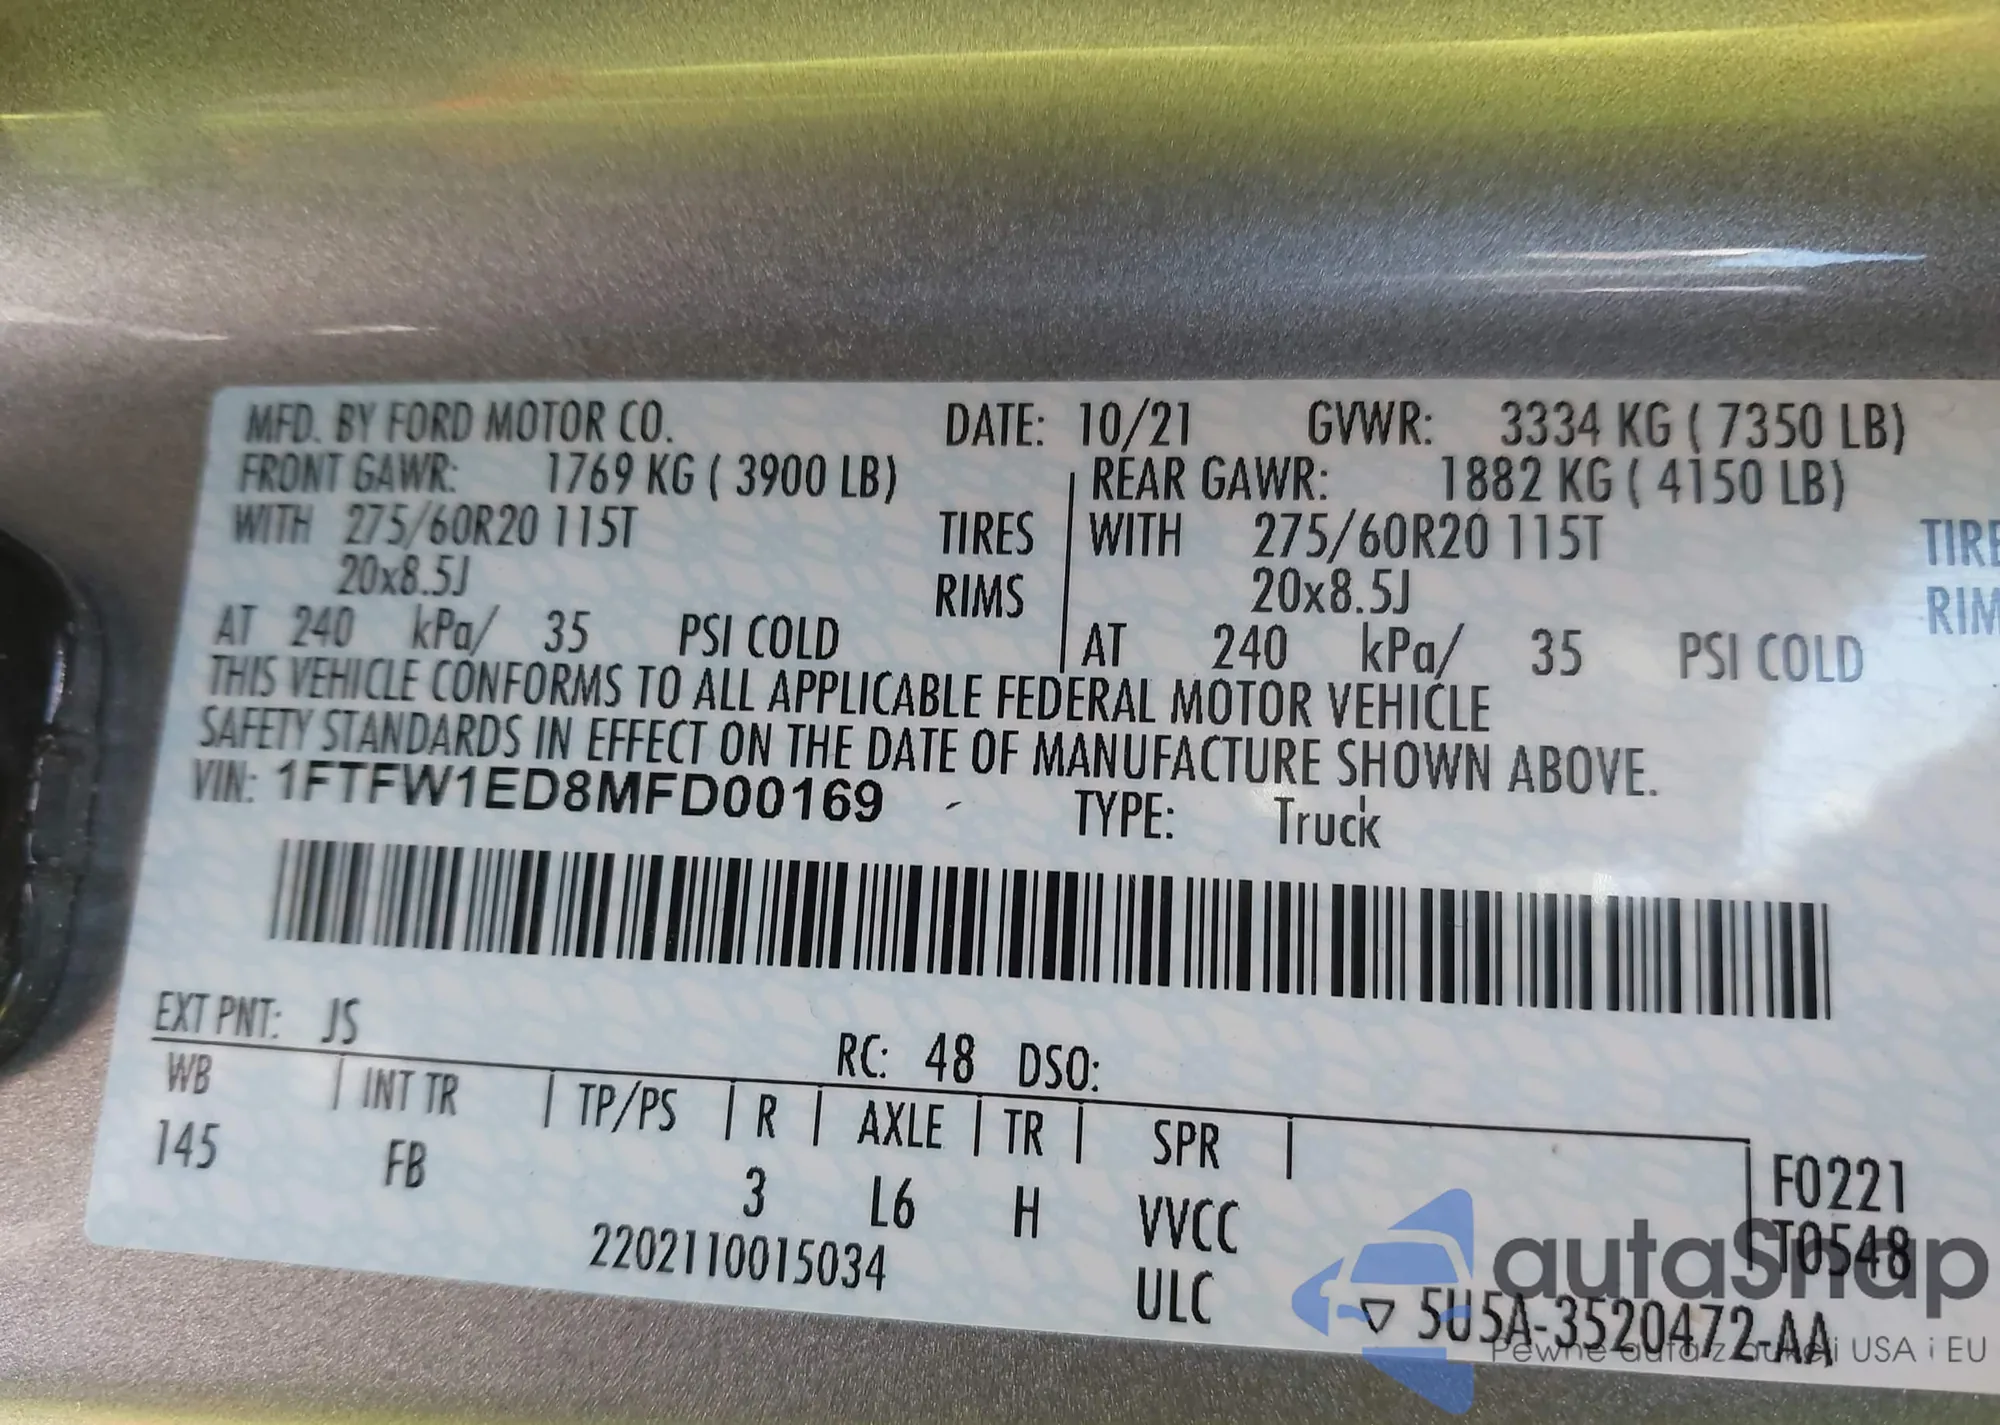 MFD. BY FORD MOTOR CO. DATE: 10/21 GVWR: 3334 KG ( 7350 LB)
FRONT GAWR: 1769 KG ( 3900 LB) REAR GAWR: 1882 KG ( 4150 LB)
WITH 275/60R20 115T TIRES WITH 275/60R20 115T TIRE
20x8.5J RIMS 20x8.5J RIM
AT 240 kPa/ 35 PSI COLD AT 240 kPa/ 35 PSI COLD
THIS VEHICLE CONFORMS TO ALL APPLICABLE FEDERAL MOTOR VEHICLE
SAFETY STANDARDS IN EFFECT ON THE DATE OF MANUFACTURE SHOWN ABOVE.
VIN: 1FTFW1ED8MFD00169 TYPE: Truck
EXT PNT: JS RC: 48 DSO:
WB INT TR TP/PS R AXLE TR SPR
145 FB 3 L6 H VVCC F0221
T0548
2202110015034 ULC
▽ 5U5A-3520472-AA
autaSnap
Pewne auta z aukcji USA i EU